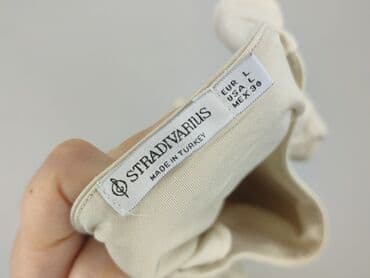 STRADIVARIUS
MADE IN TURKEY
EUR L
USA L
MEX 30